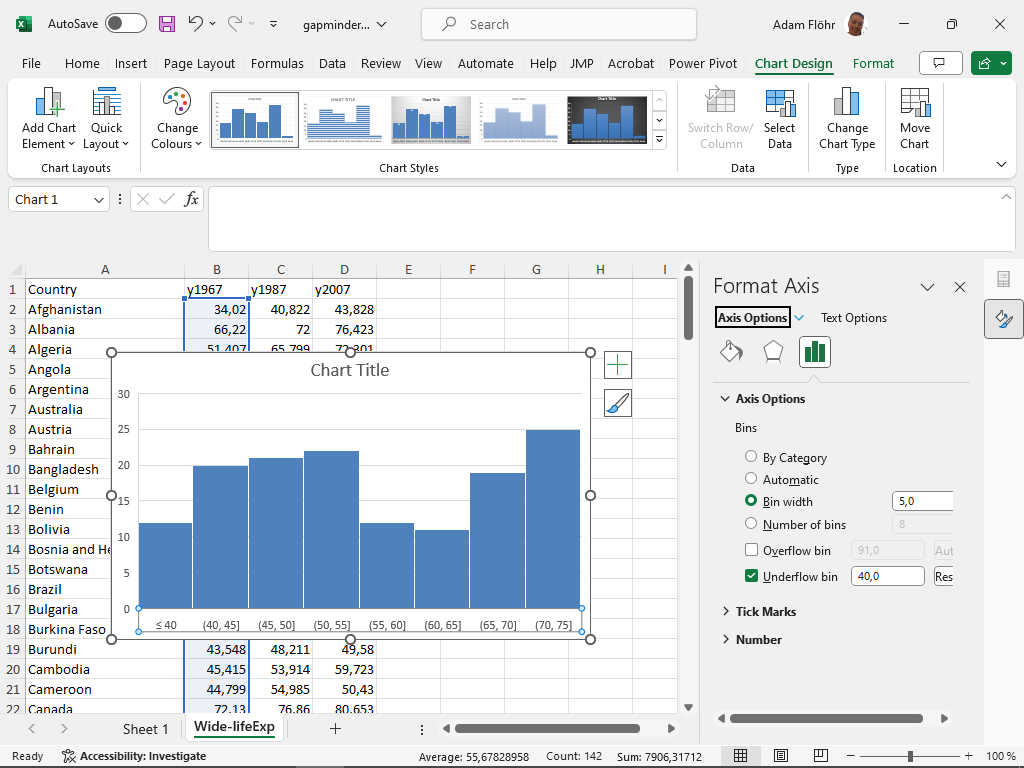 AutoSave
gapminder...
Search
Adam Flöhr
File Home Insert Page Layout Formulas Data Review View Automate Help JMP Acrobat Power Pivot Chart Design Format
Add Chart Element
Quick Layout
Change Colours
Switch Row/ Column
Select Data
Change Chart Type
Move Chart
Chart Layouts
Chart Styles
Data
Type
Location
Chart 1
fx
A B C D E F G H I
1 Country y1967 y1987 y2007
2 Afghanistan 34,02 40,822 43,828
3 Albania 66,22 72 76,423
4 Algeria 51,407 65,799 72,301
5 Angola
6 Argentina
7 Australia
8 Austria
9 Bahrain
10 Bangladesh
11 Belgium
12 Benin
13 Bolivia
14 Bosnia and He
15 Botswana
16 Brazil
17 Bulgaria
18 Burkina Faso
19 Burundi 43,548 48,211 49,58
20 Cambodia 45,415 53,914 59,723
21 Cameroon 44,799 54,985 50,43
22 Canada 72,13 76,86 80,653
Chart Title
30
25
20
15
10
5
0
≤ 40 (40, 45] (45, 50] (50, 55] (55, 60] (60, 65] (65, 70] (70, 75]
Format Axis
Axis Options Text Options
Axis Options
Bins
By Category
Automatic
Bin width 5,0
Number of bins 8
Overflow bin 91,0 Aut
Underflow bin 40,0 Res
Tick Marks
Number
Sheet 1 Wide-lifeExp
Ready Accessibility: Investigate Average: 55,67828958 Count: 142 Sum: 7906,31712 100 %